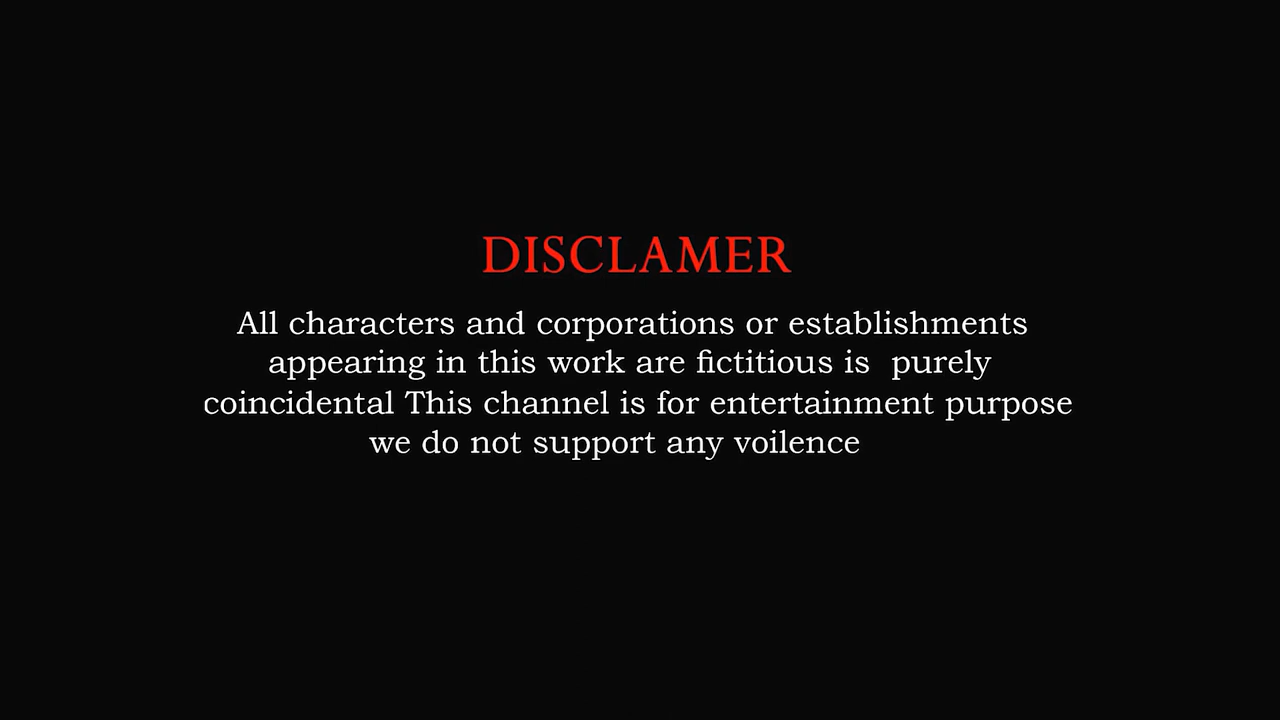 DISCLAMER
All characters and corporations or establishments
appearing in this work are fictitious is  purely
coincidental This channel is for entertainment purpose
we do not support any voilence